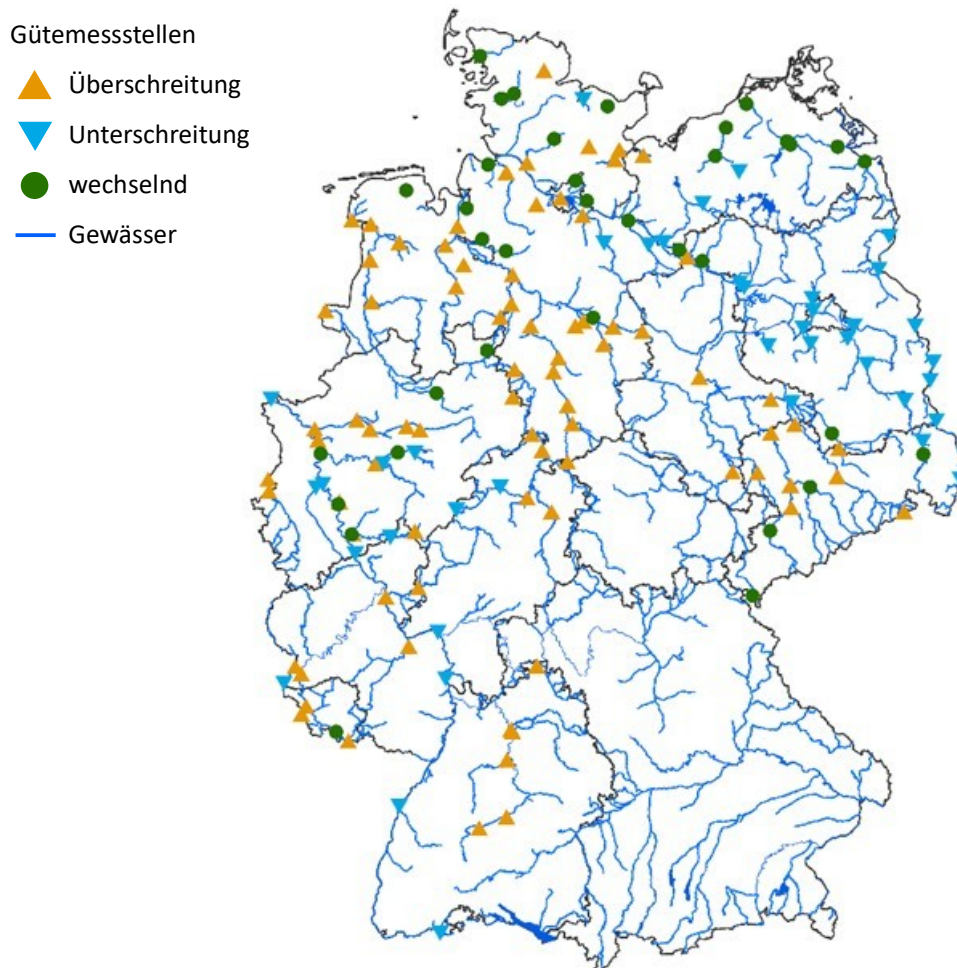 Gütemessstellen
Überschreitung
Unterschreitung
wechselnd
Gewässer